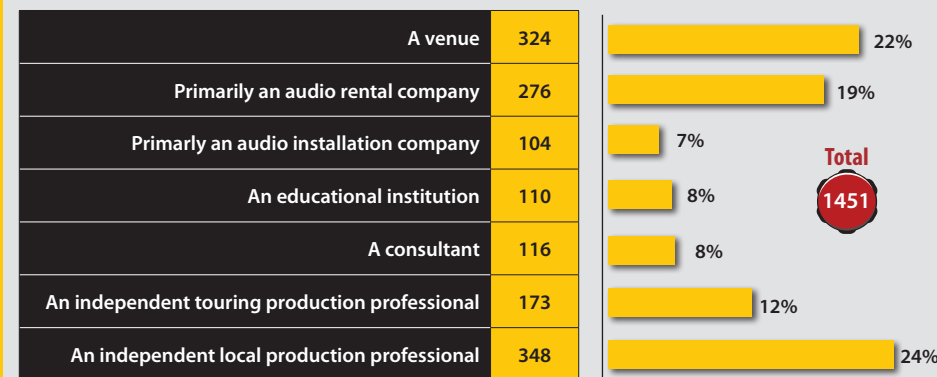 A venue 324 22%
Primarily an audio rental company 276 19%
Primarly an audio installation company 104 7%
Total
An educational institution 110 8% 1451
A consultant 116 8%
An independent touring production professional 173 12%
An independent local production professional 348 24%